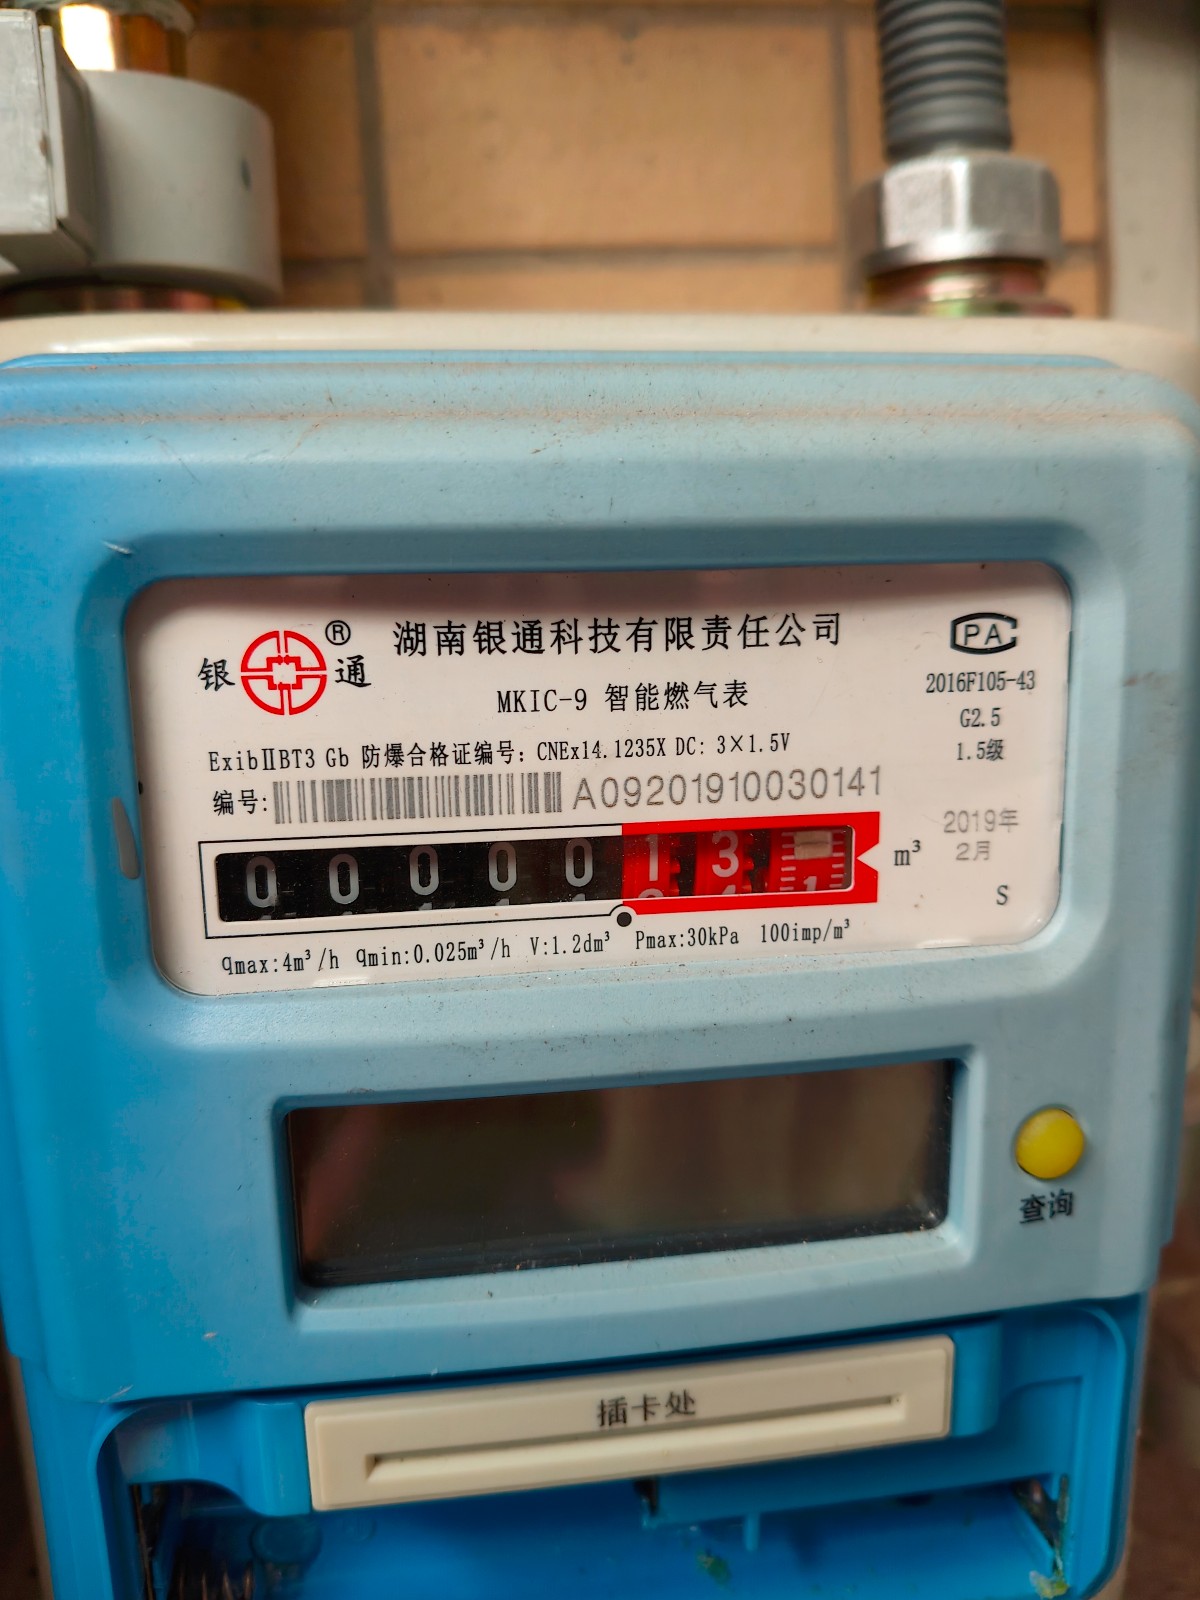 银 ® 通
湖南银通科技有限责任公司
MKIC-9 智能燃气表
CPA
2016F105-43
G2.5
1.5级
ExibⅡBT3 Gb 防爆合格证编号: CNEx14.1235X DC: 3×1.5V
编号: A09201910030141
2019年
2月
S
0 0 0 0 0 1 3
1
m³
qmax:4m³/h qmin:0.025m³/h V:1.2dm³ Pmax:30kPa 100imp/m³
查询
插卡处